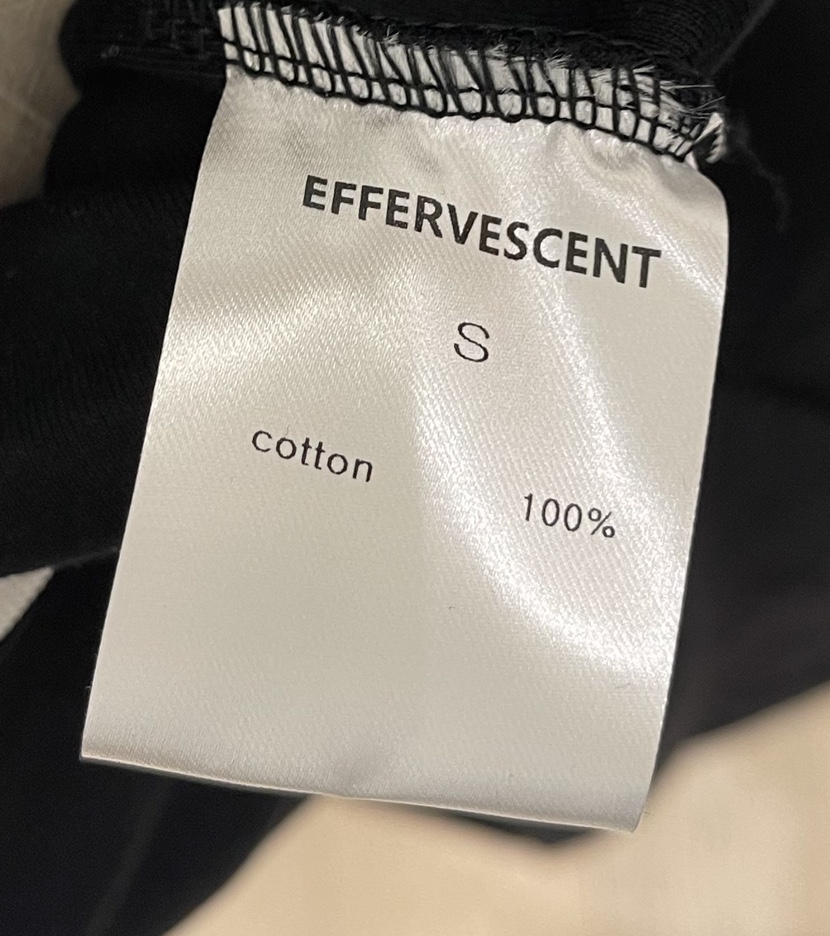 EFFERVESCENT
S
cotton 100%